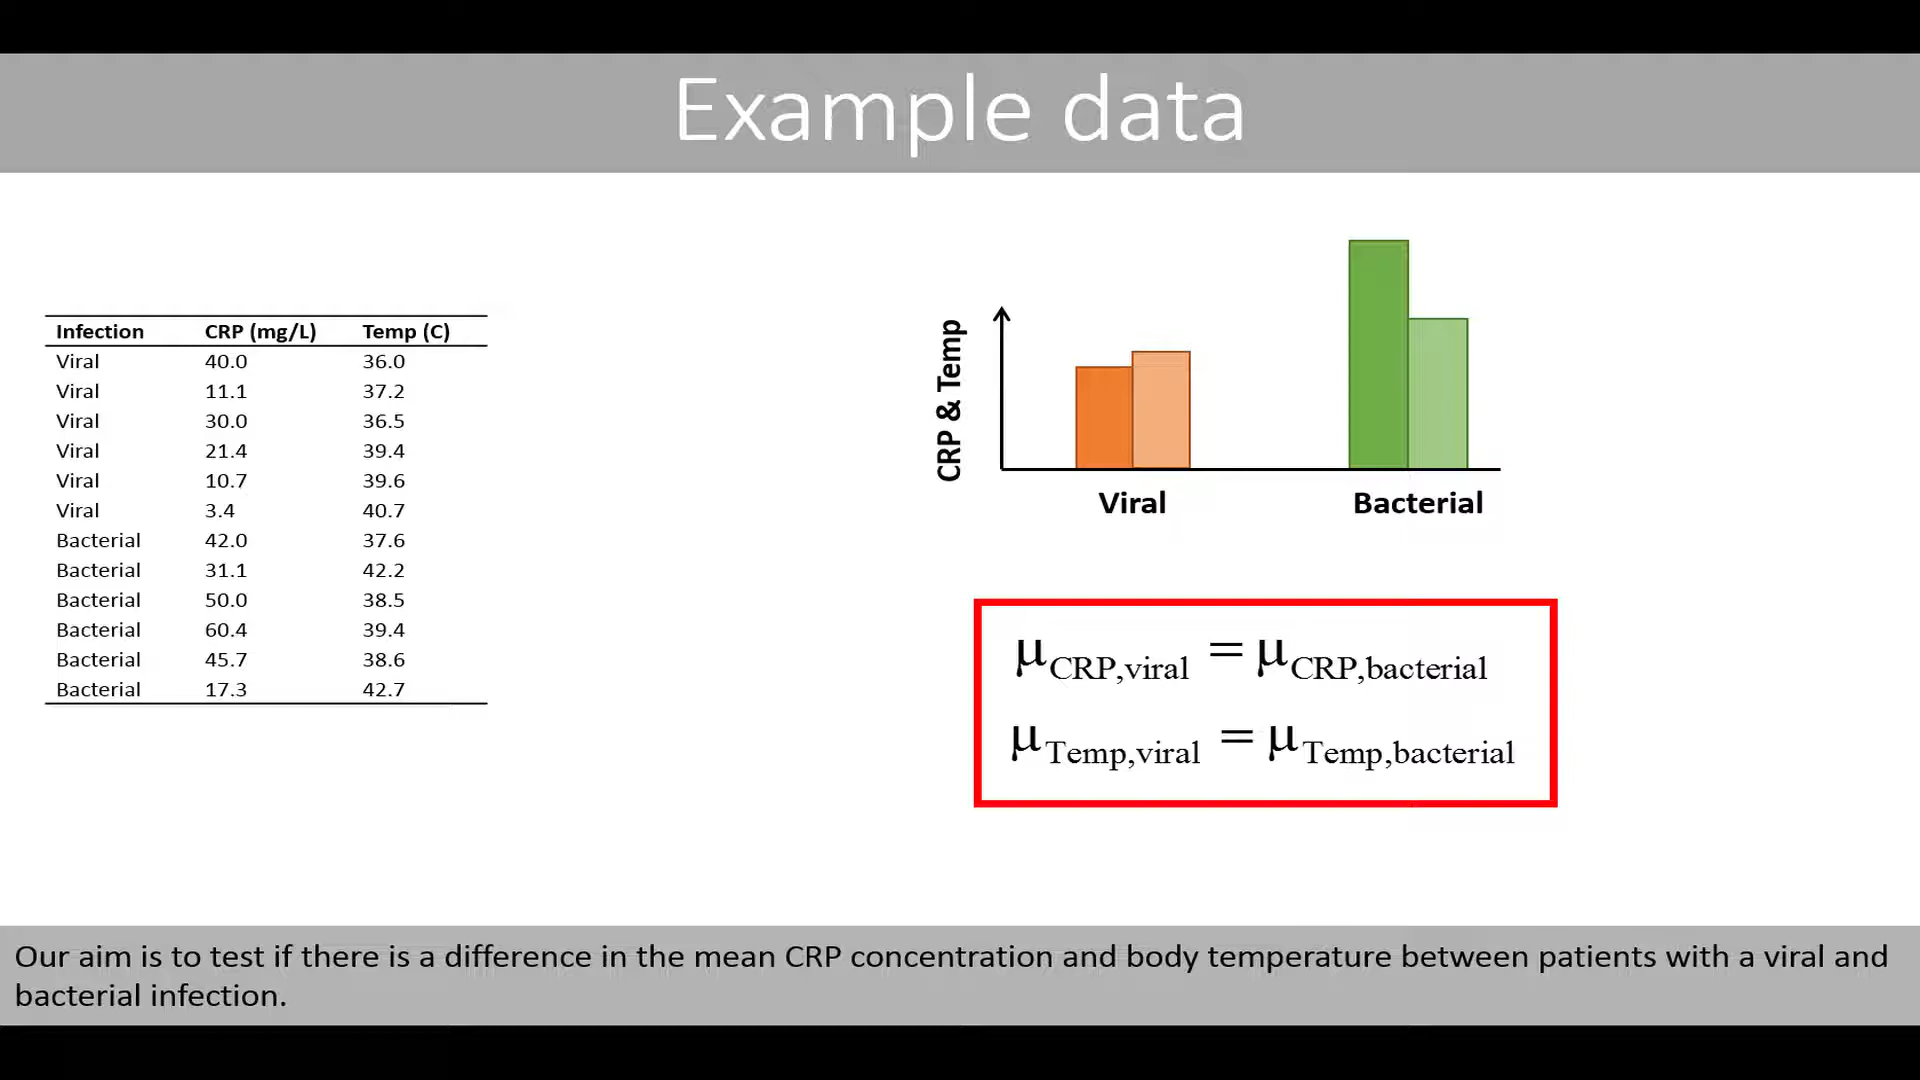 Example data
Infection CRP (mg/L) Temp (C)
Viral 40.0 36.0
Viral 11.1 37.2
Viral 30.0 36.5
Viral 21.4 39.4
Viral 10.7 39.6
Viral 3.4 40.7
Bacterial 42.0 37.6
Bacterial 31.1 42.2
Bacterial 50.0 38.5
Bacterial 60.4 39.4
Bacterial 45.7 38.6
Bacterial 17.3 42.7
CRP & Temp
Viral Bacterial
μCRP,viral = μCRP,bacterial
μTemp,viral = μTemp,bacterial
Our aim is to test if there is a difference in the mean CRP concentration and body temperature between patients with a viral and
bacterial infection.